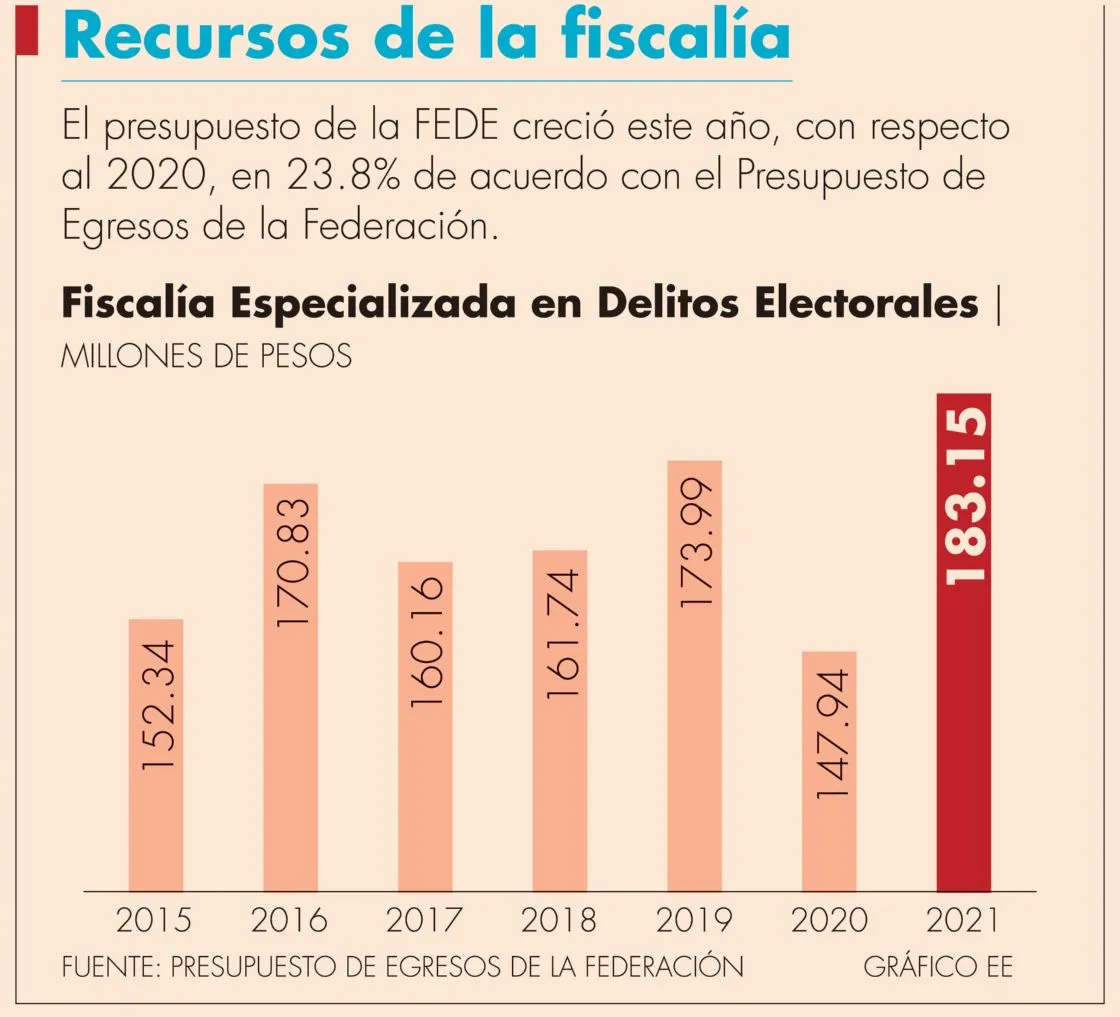 Recursos de la fiscalía
El presupuesto de la FEDE creció este año, con respecto
al 2020, en 23.8% de acuerdo con el Presupuesto de
Egresos de la Federación.
Fiscalía Especializada en Delitos Electorales |
MILLONES DE PESOS
152.34
170.83
160.16
161.74
173.99
147.94
183.15
2015 2016 2017 2018 2019 2020 2021
FUENTE: PRESUPUESTO DE EGRESOS DE LA FEDERACIÓN GRÁFICO EE